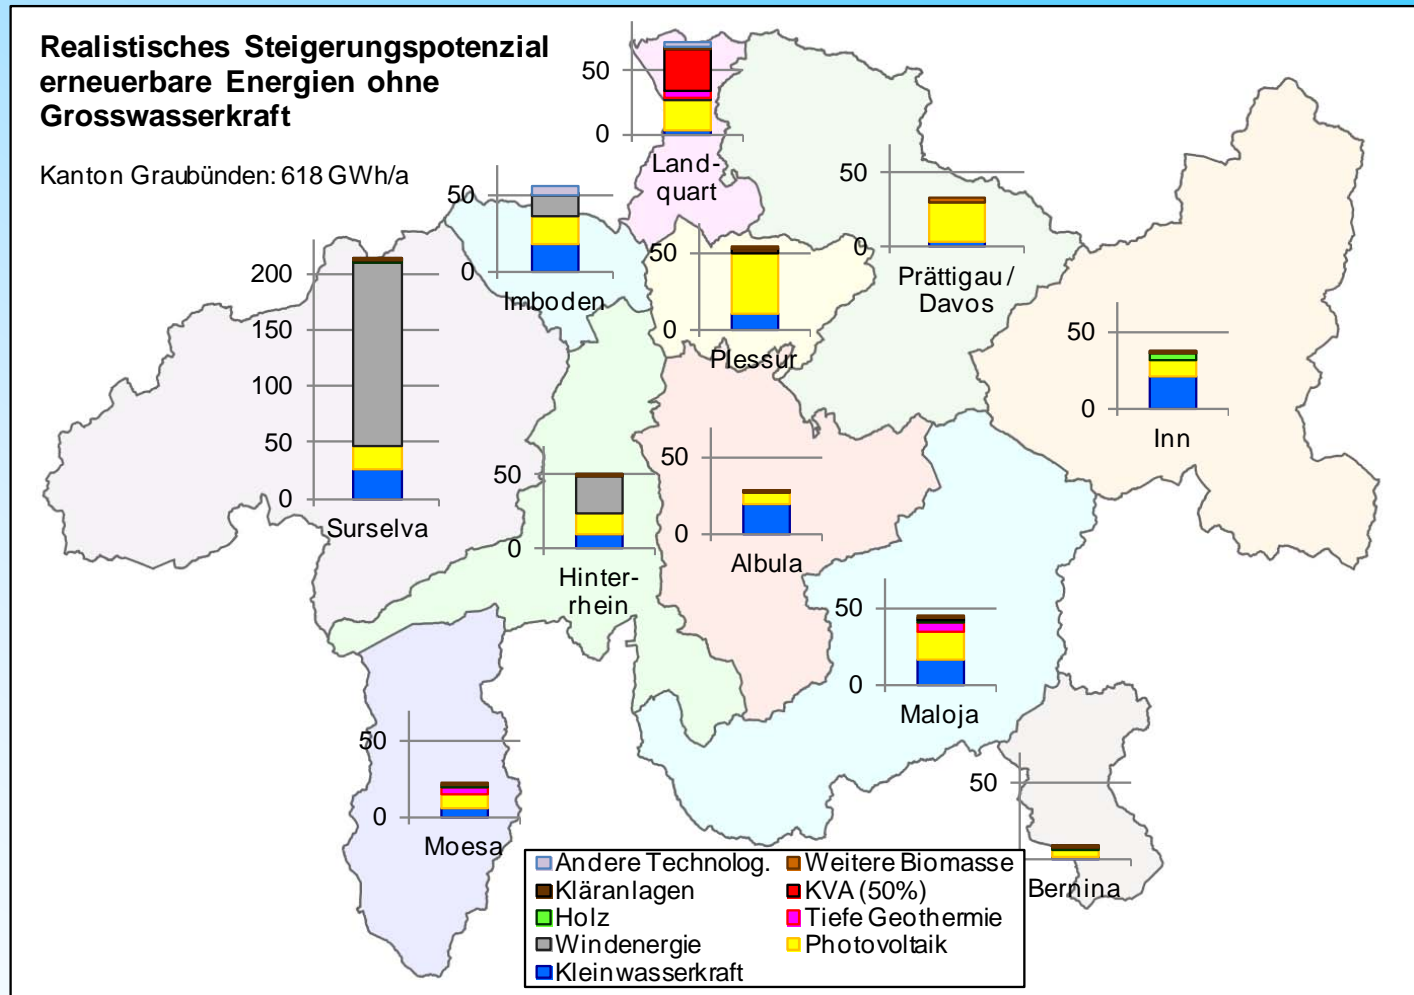 Realistisches Steigerungspotenzial
erneuerbare Energien ohne
Grosswasserkraft
Kanton Graubünden: 618 GWh/a
50
0
Land-
quart
50
0
Prättigau /
Davos
50
0
Imboden
50
0
Plessur
200
150
100
50
0
Surselva
50
0
Inn
50
0
Hinter-
rhein
50
0
Albula
50
0
Maloja
50
0
Moesa
50
Bernina
Andere Technolog.
Weitere Biomasse
Kläranlagen
KVA (50%)
Holz
Tiefe Geothermie
Windenergie
Photovoltaik
Kleinwasserkraft